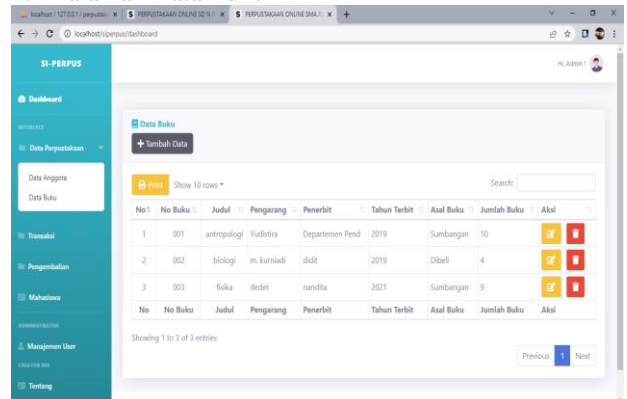 localhost / 127.0.0.1 / perpustak
PERPUSTAKAAN ONLINE SD N
PERPUSTAKAAN ONLINE SMA
localhost/siperpus/dashboard
SI-PERPUS
Hi, Admin1
Dashboard
INTERFACE
Data Perpustakaan
Data Anggota
Data Buku
Transaksi
Pengembalian
Mahasiswa
ADMINISTRATOR
Manajemen User
Tentang
Data Buku
+ Tambah Data
Print Show 10 rows Search:
No No Buku Judul Pengarang Penerbit Tahun Terbit Asal Buku Jumlah Buku Aksi
1 001 antropologi Yudistira Departemen Pend 2019 Sumbangan 10
2 002 biologi m. kurniadi didit 2019 Dibeli 4
3 003 fisika dedet nandita 2021 Sumbangan 9
No No Buku Judul Pengarang Penerbit Tahun Terbit Asal Buku Jumlah Buku Aksi
Showing 1 to 3 of 3 entries
Previous 1 Next